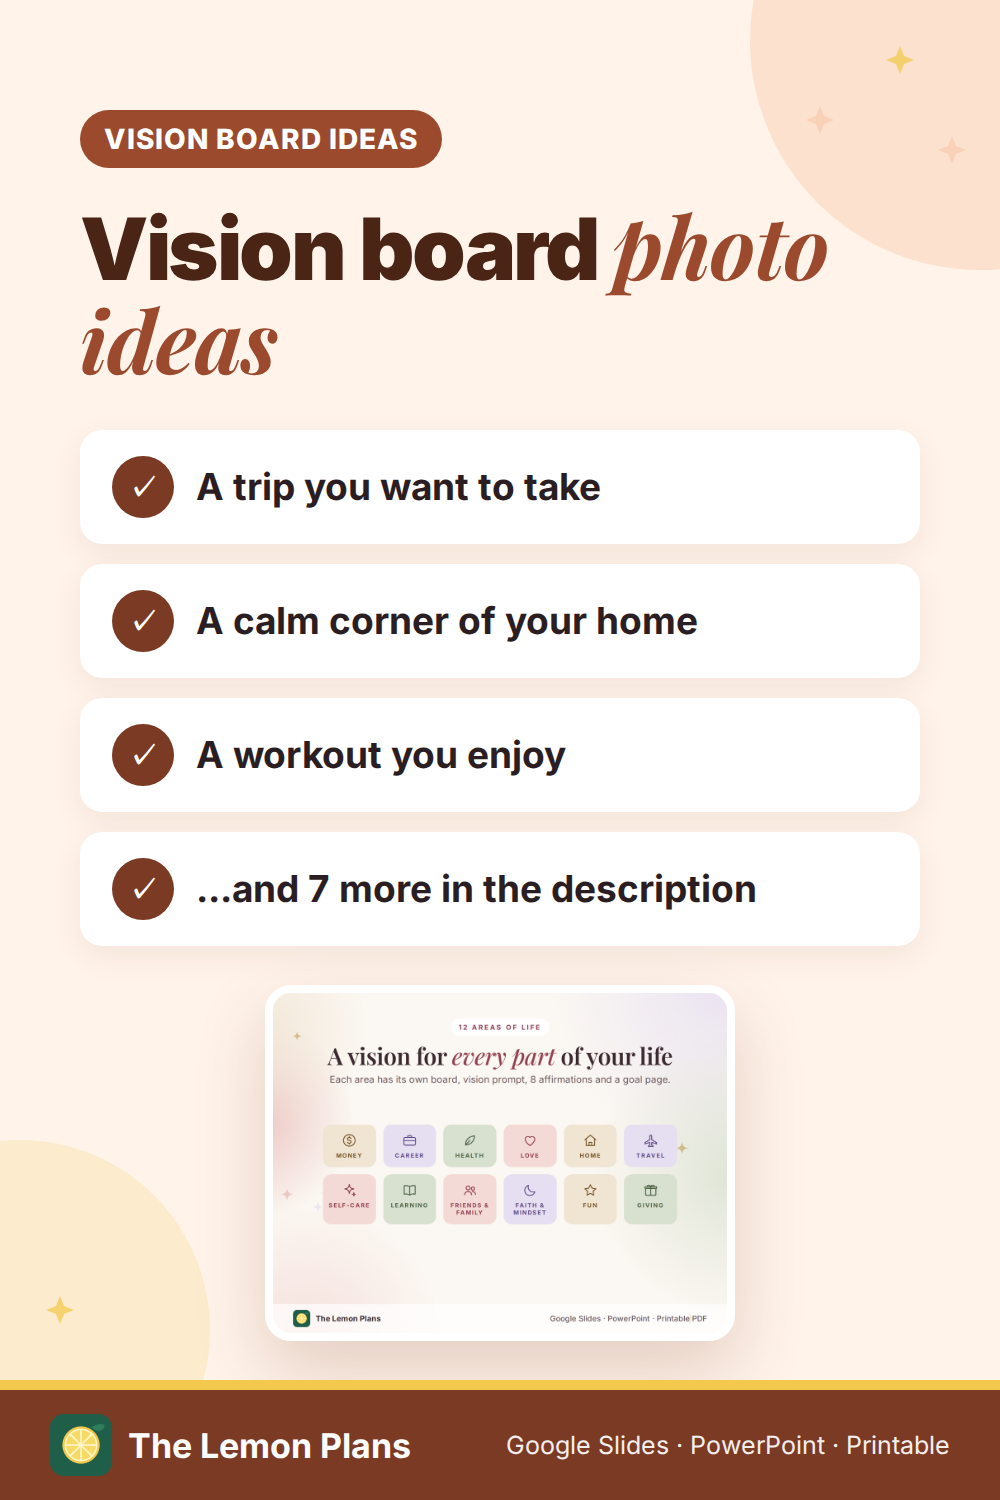 VISION BOARD IDEAS
Vision board photo
ideas
✓ A trip you want to take
✓ A calm corner of your home
✓ A workout you enjoy
✓ ...and 7 more in the description
12 AREAS OF LIFE
A vision for every part of your life
Each area has its own board, vision prompt, 8 affirmations and a goal page.
MONEY CAREER HEALTH LOVE HOME TRAVEL
SELF-CARE LEARNING FRIENDS & FAMILY FAITH & MINDSET FUN GIVING
The Lemon Plans Google Slides · PowerPoint · Printable PDF
The Lemon Plans Google Slides · PowerPoint · Printable